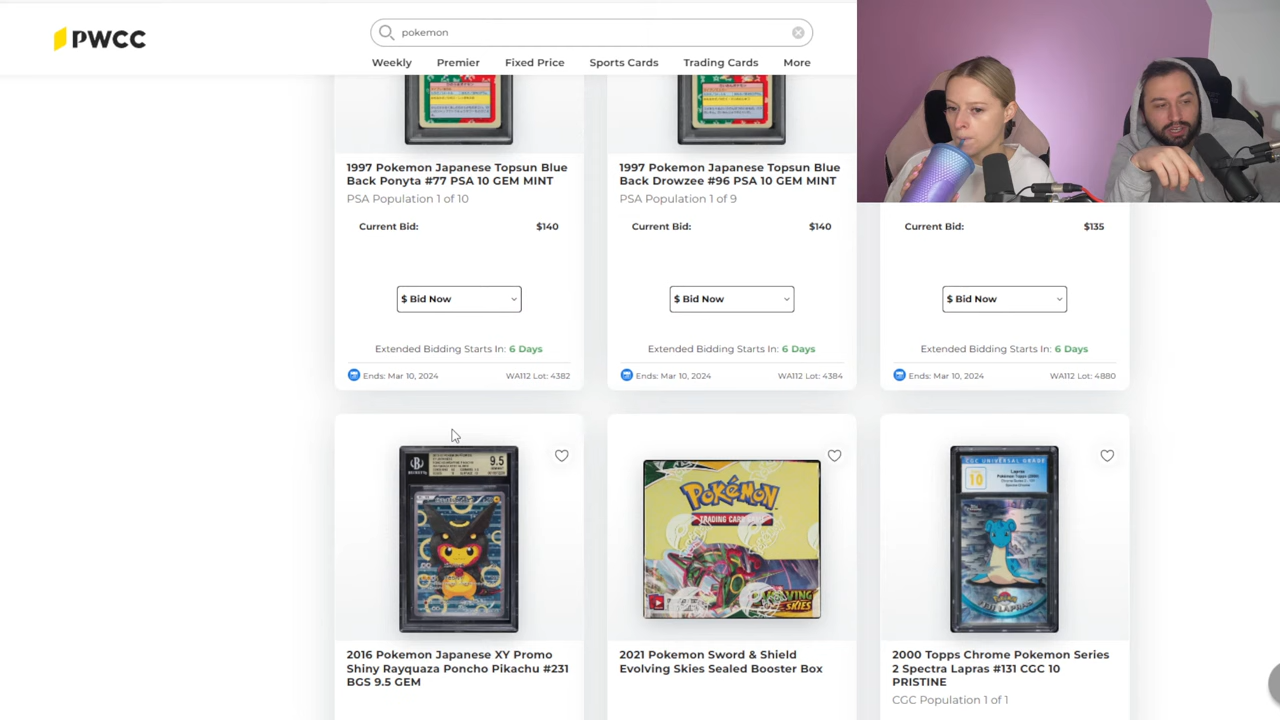 PWCC
pokemon
Weekly
Premier
Fixed Price
Sports Cards
Trading Cards
More
1997 Pokemon Japanese Topsun Blue
Back Ponyta #77 PSA 10 GEM MINT
PSA Population 1 of 10
Current Bid:
$140
$ Bid Now
Extended Bidding Starts In: 6 Days
Ends: Mar 10, 2024
WA112 Lot: 4382
1997 Pokemon Japanese Topsun Blue
Back Drowzee #96 PSA 10 GEM MINT
PSA Population 1 of 9
Current Bid:
$140
$ Bid Now
Extended Bidding Starts In: 6 Days
Ends: Mar 10, 2024
WA112 Lot: 4384
Current Bid:
$135
$ Bid Now
Extended Bidding Starts In: 6 Days
Ends: Mar 10, 2024
WA112 Lot: 4880
9.5
2016 Pokemon Japanese XY Promo
Shiny Rayquaza Poncho Pikachu #231
BGS 9.5 GEM
POKÉMON
TRADING CARD GAME
EVOLVING
SKIES
2021 Pokemon Sword & Shield
Evolving Skies Sealed Booster Box
CGC UNIVERSAL GRADE
10
Lapras
2000 Topps Chrome Pokemon Series
2 Spectra Lapras #131 CGC 10
PRISTINE
CGC Population 1 of 1